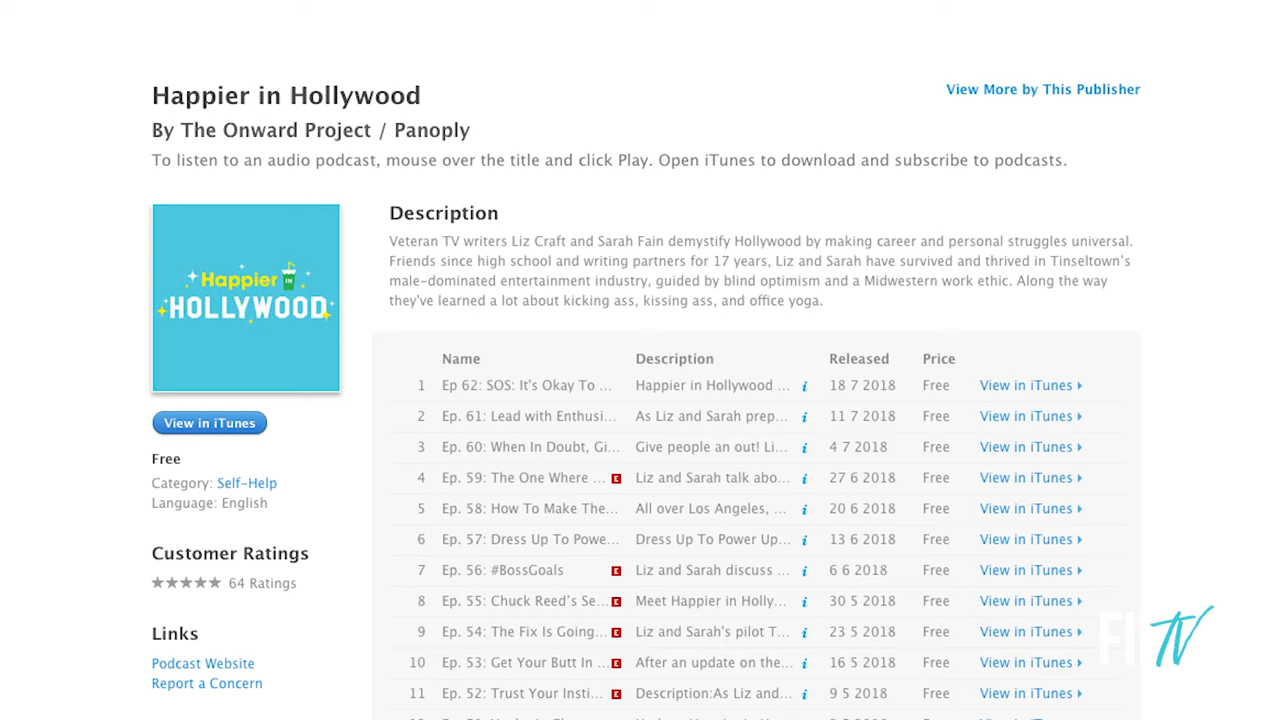 Happier in Hollywood
View More by This Publisher
By The Onward Project / Panoply
To listen to an audio podcast, mouse over the title and click Play. Open iTunes to download and subscribe to podcasts.
Happier IN
HOLLYWOOD
View in iTunes
Free
Category: Self-Help
Language: English
Customer Ratings
★★★★★ 64 Ratings
Links
Podcast Website
Report a Concern
Description
Veteran TV writers Liz Craft and Sarah Fain demystify Hollywood by making career and personal struggles universal.
Friends since high school and writing partners for 17 years, Liz and Sarah have survived and thrived in Tinseltown's
male-dominated entertainment industry, guided by blind optimism and a Midwestern work ethic. Along the way
they've learned a lot about kicking ass, kissing ass, and office yoga.
Name Description Released Price
1 Ep 62: SOS: It's Okay To ... Happier in Hollywood ... i 18 7 2018 Free View in iTunes
2 Ep. 61: Lead with Enthusi... As Liz and Sarah prep... i 11 7 2018 Free View in iTunes
3 Ep. 60: When In Doubt, Gi... Give people an out! Li... i 4 7 2018 Free View in iTunes
4 Ep. 59: The One Where ... E Liz and Sarah talk abo... i 27 6 2018 Free View in iTunes
5 Ep. 58: How To Make The... All over Los Angeles, ... i 20 6 2018 Free View in iTunes
6 Ep. 57: Dress Up To Powe... Dress Up To Power Up... i 13 6 2018 Free View in iTunes
7 Ep. 56: #BossGoals E Liz and Sarah discuss ... i 6 6 2018 Free View in iTunes
8 Ep. 55: Chuck Reed's Se... E Meet Happier in Holly... i 30 5 2018 Free View in iTunes
9 Ep. 54: The Fix Is Going... E Liz and Sarah's pilot T... i 23 5 2018 Free View in iTunes
10 Ep. 53: Get Your Butt In ... E After an update on the... i 16 5 2018 Free View in iTunes
11 Ep. 52: Trust Your Insti... E Description:As Liz and... i 9 5 2018 Free View in iTunes
FI TV